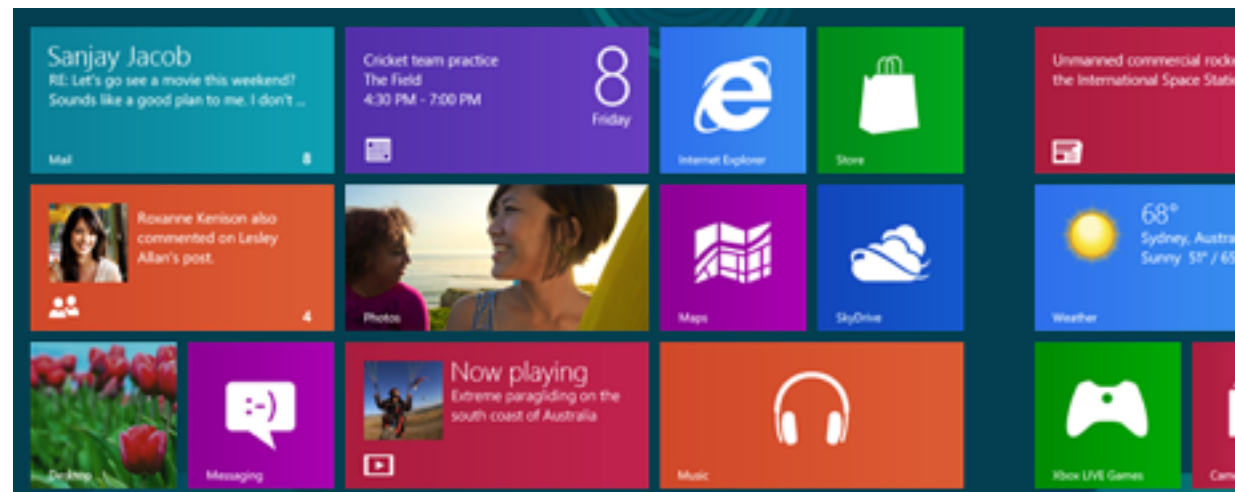 Sanjay Jacob
RE: Let's go see a movie this weekend?
Sounds like a good plan to me. I don't ...
Mail
8
Cricket team practice
The Field
4:30 PM - 7:00 PM
8
Friday
Internet Explorer
Store
Unmanned commercial rocke
the International Space Statio
Roxanne Kenison also
commented on Lesley
Allan's post.
4
Photos
Maps
SkyDrive
68°
Sydney, Austra
Sunny 51° / 65
Weather
Desktop
:-)
Messaging
Now playing
Extreme paragliding on the
south coast of Australia
Music
Xbox LIVE Games
Came